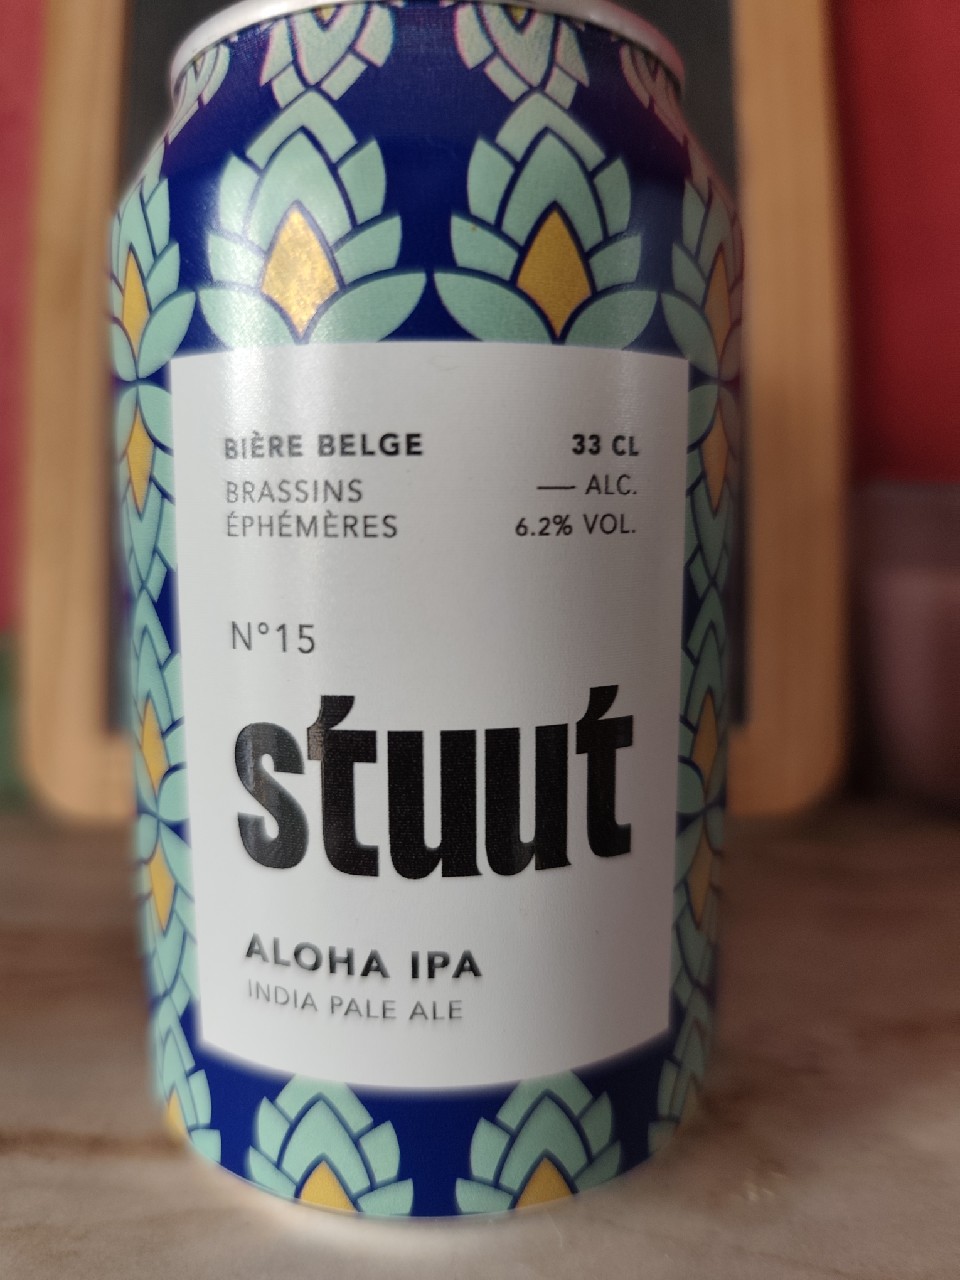 BIÈRE BELGE
33 CL
BRASSINS
— ALC.
ÉPHÉMÈRES
6.2% VOL.
N°15
stuut
ALOHA IPA
INDIA PALE ALE